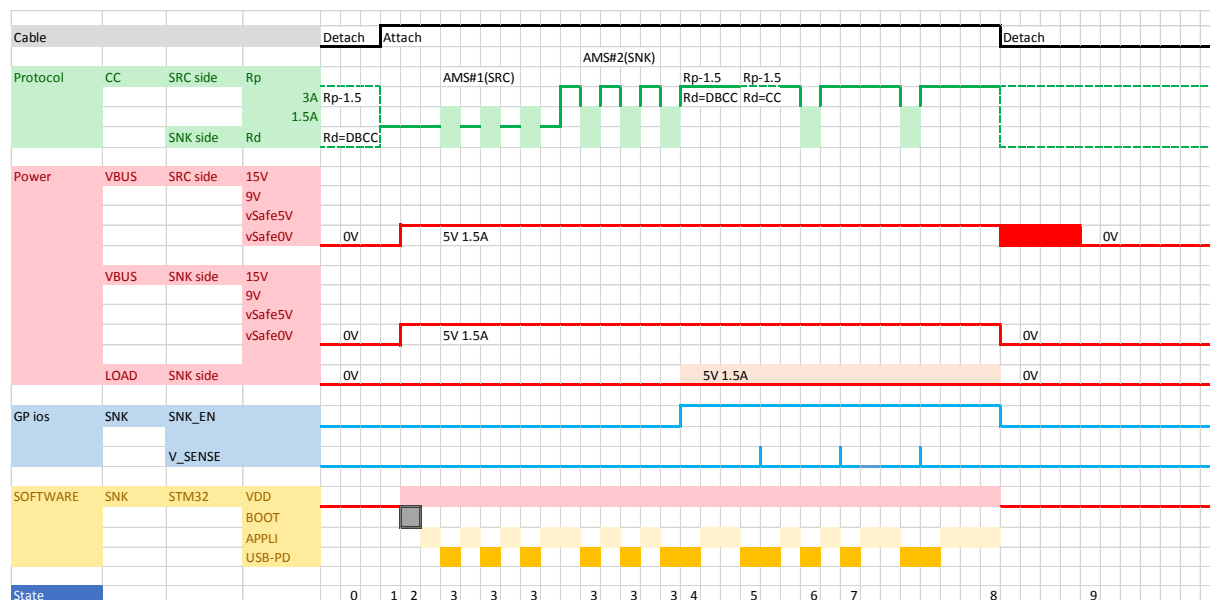 Cable Detach Attach Detach
AMS#2(SNK)
Protocol CC SRC side Rp AMS#1(SRC) Rp-1.5 Rp-1.5
3A Rp-1.5 Rd=DBCC Rd=CC
1.5A
SNK side Rd Rd=DBCC
Power VBUS SRC side 15V
9V
vSafe5V
vSafe0V 0V 5V 1.5A 0V
VBUS SNK side 15V
9V
vSafe5V
vSafe0V 0V 5V 1.5A 0V
LOAD SNK side 0V 5V 1.5A 0V
GP ios SNK SNK_EN
V_SENSE
SOFTWARE SNK STM32 VDD
BOOT
APPLI
USB-PD
State 0 1 2 3 3 3 3 3 3 4 5 6 7 8 9